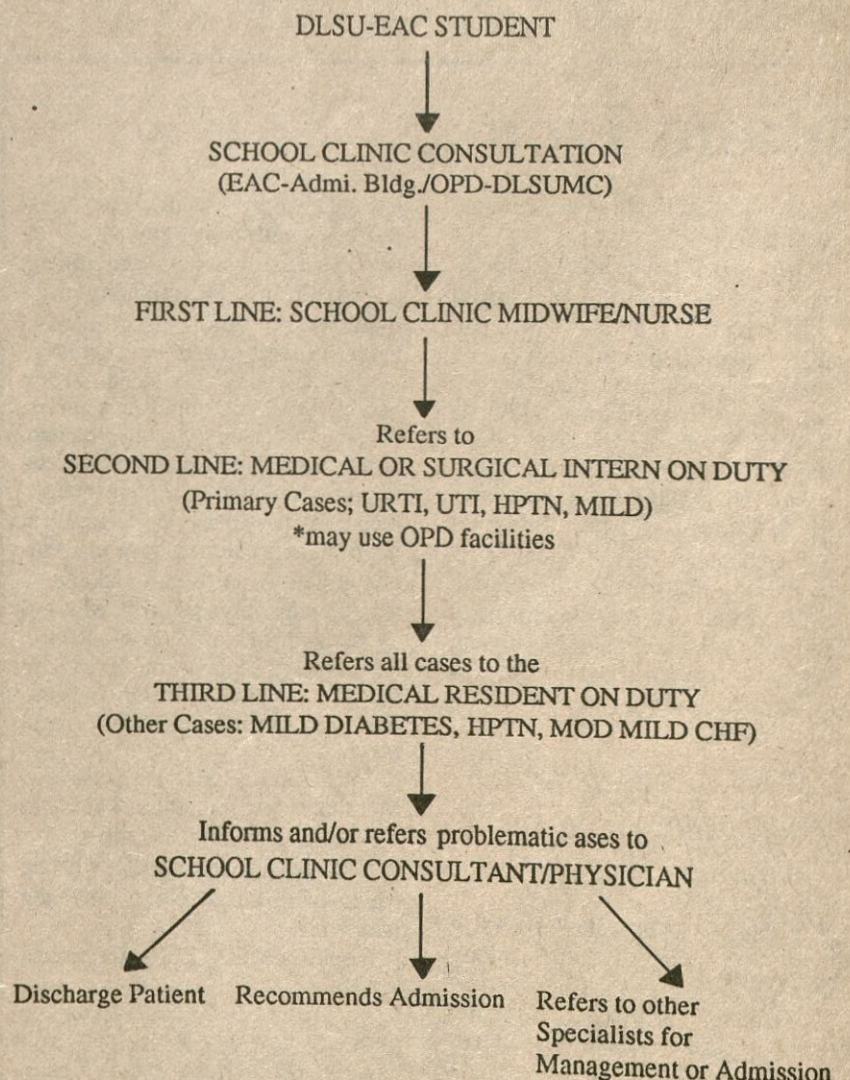 DLSU-EAC STUDENT
SCHOOL CLINIC CONSULTATION
(EAC-Admi. Bldg./OPD-DLSUMC)
FIRST LINE: SCHOOL CLINIC MIDWIFE/NURSE
Refers to
SECOND LINE: MEDICAL OR SURGICAL INTERN ON DUTY
(Primary Cases; URTI, UTI, HPTN, MILD)
*may use OPD facilities
Refers all cases to the
THIRD LINE: MEDICAL RESIDENT ON DUTY
(Other Cases: MILD DIABETES, HPTN, MOD MILD CHF)
Informs and/or refers problematic ases to
SCHOOL CLINIC CONSULTANT/PHYSICIAN
Discharge Patient
Recommends Admission
Refers to other
Specialists for
Management or Admission